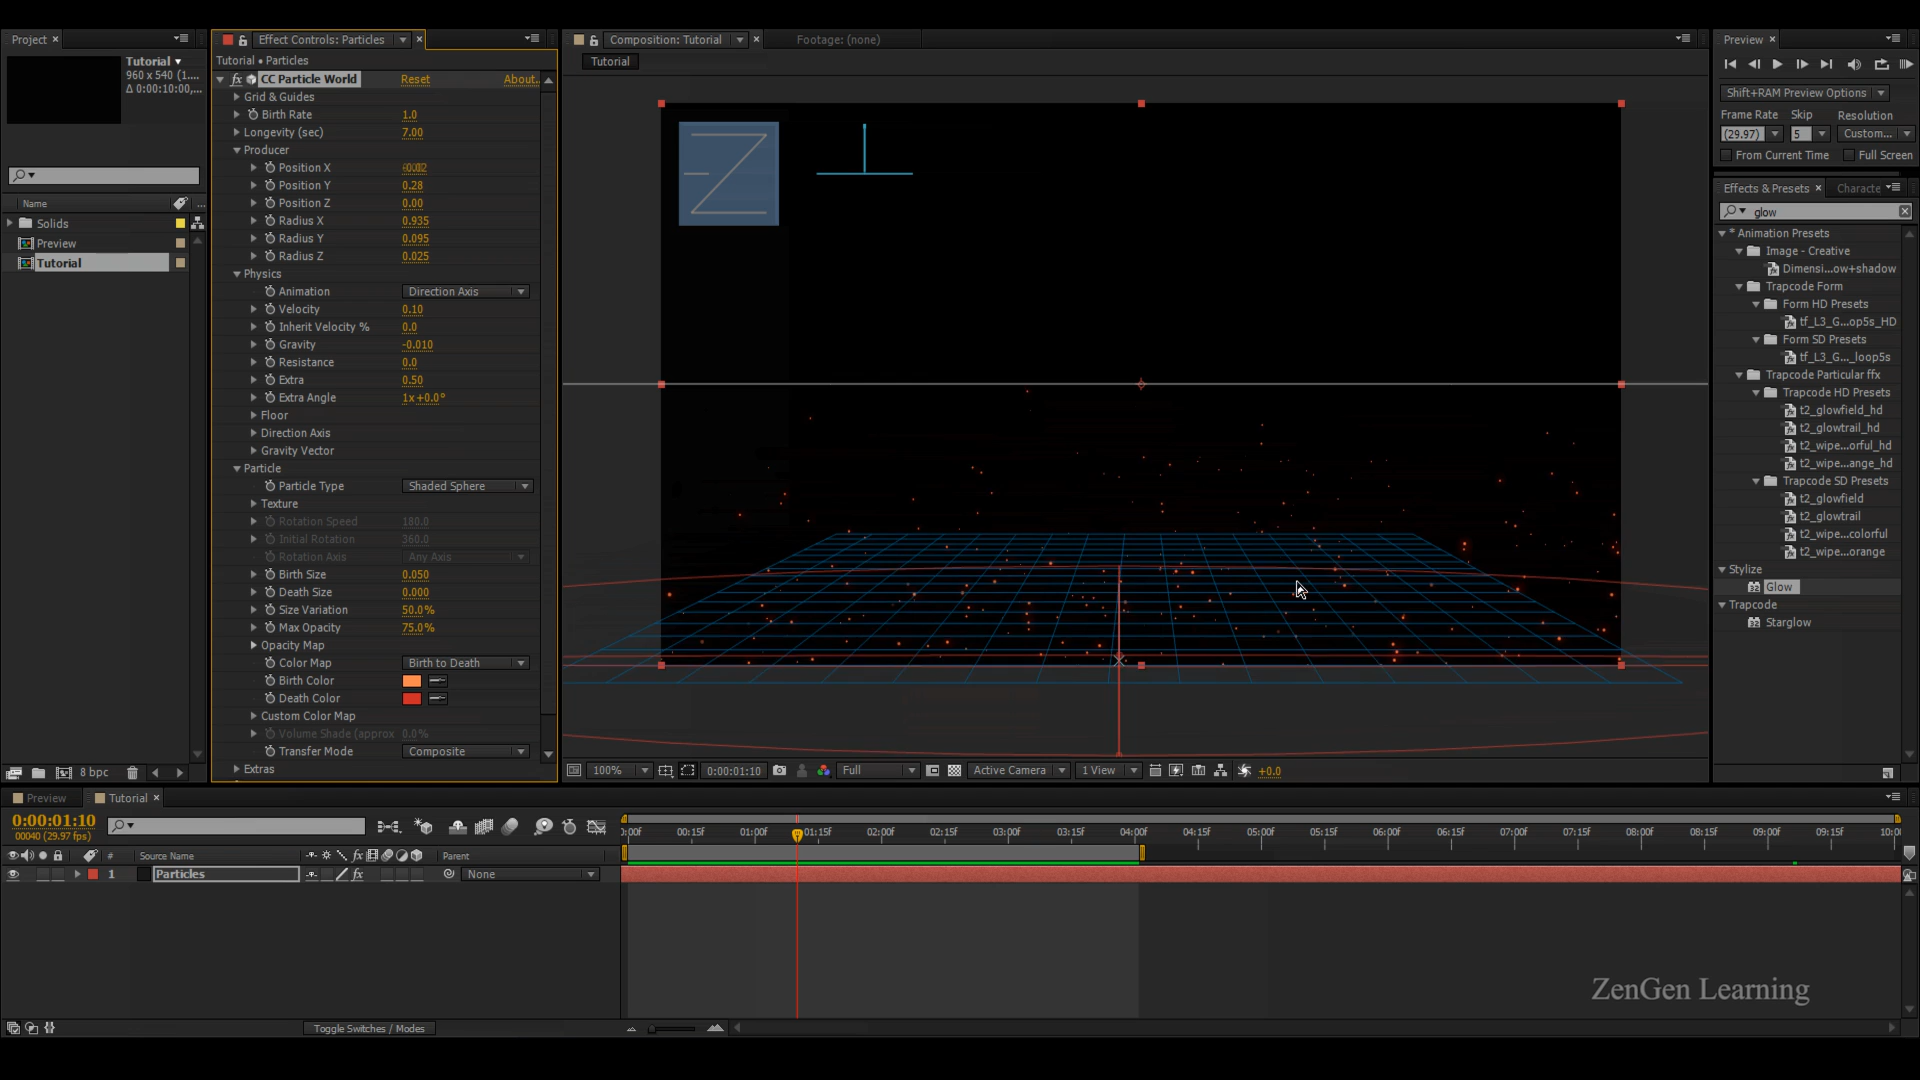 Project ×
Tutorial ▾
960 x 540 (1....
Δ 0:00:10:00,...
Name
Solids
Preview
Tutorial
8 bpc
Effect Controls: Particles
Tutorial • Particles
CC Particle World Reset About...
Grid & Guides
Birth Rate 1.0
Longevity (sec) 7.00
Producer
Position X
Position Y 0.28
Position Z 0.00
Radius X 0.935
Radius Y 0.095
Radius Z 0.025
Physics
Animation Direction Axis
Velocity 0.10
Inherit Velocity % 0.0
Gravity -0.010
Resistance 0.0
Extra 0.50
Extra Angle 1x+0.0°
Floor
Direction Axis
Gravity Vector
Particle
Particle Type Shaded Sphere
Texture
Rotation Speed 180.0
Initial Rotation 360.0
Rotation Axis Any Axis
Birth Size 0.050
Death Size 0.000
Size Variation 50.0%
Max Opacity 75.0%
Opacity Map
Color Map Birth to Death
Birth Color
Death Color
Custom Color Map
Volume Shade (approx 0.0%
Transfer Mode Composite
Extras
Composition: Tutorial × Footage: (none)
Tutorial
100% 0:00:01:10 Full Active Camera 1 View +0.0
Preview ×
Shift+RAM Preview Options
Frame Rate Skip Resolution
(29.97) 5 Custom...
From Current Time Full Screen
Effects & Presets × Characte
glow
* Animation Presets
Image - Creative
Dimensi...ow+shadow
Trapcode Form
Form HD Presets
tf_L3_G...op5s_HD
Form SD Presets
tf_L3_G..._loop5s
Trapcode Particular ffx
Trapcode HD Presets
t2_glowfield_hd
t2_glowtrail_hd
t2_wipe...orful_hd
t2_wipe...ange_hd
Trapcode SD Presets
t2_glowfield
t2_glowtrail
t2_wipe...colorful
t2_wipe...orange
Stylize
Glow
Trapcode
Starglow
Preview Tutorial ×
0:00:01:10
00040 (29.97 fps)
# Source Name fx Parent
1 Particles fx None
0:00f 00:15f 01:00f 01:15f 02:00f 02:15f 03:00f 03:15f 04:00f 04:15f 05:00f 05:15f 06:00f 06:15f 07:00f 07:15f 08:00f 08:15f 09:00f 09:15f 10:0
Toggle Switches / Modes
ZenGen Learning